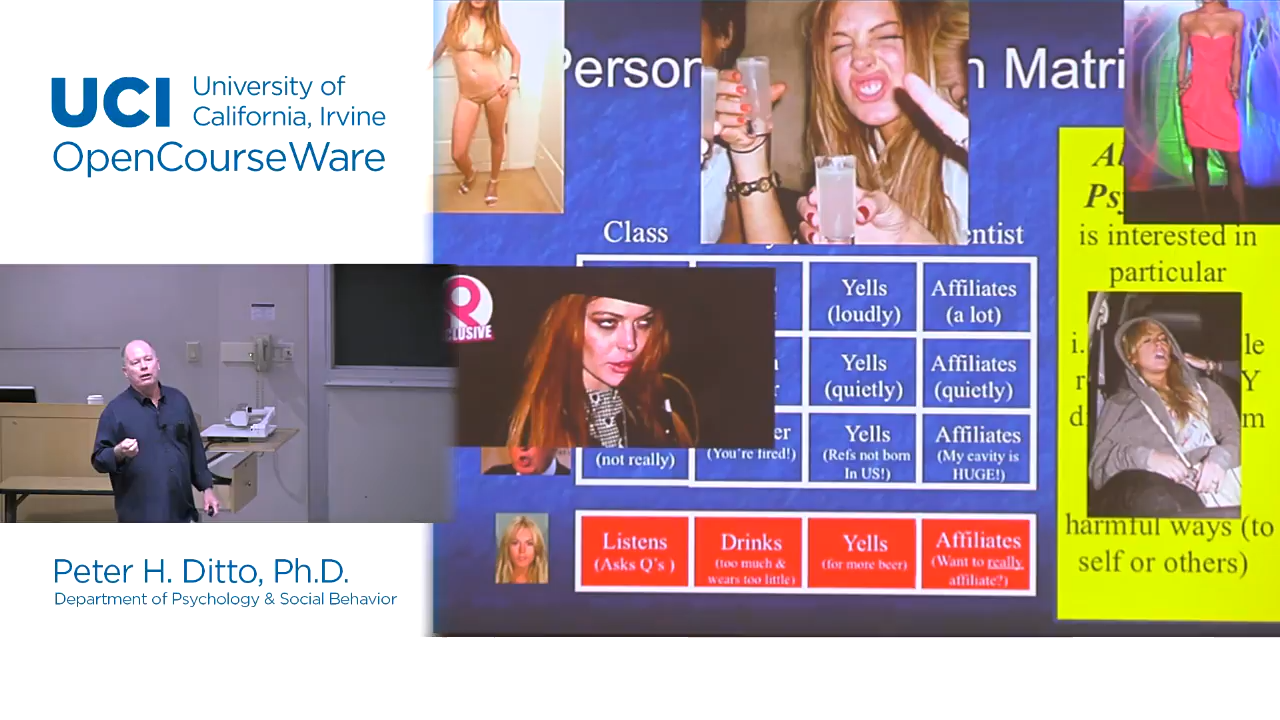 UCI
University of
California, Irvine
OpenCourseWare
Peter H. Ditto, Ph.D.
Department of Psychology & Social Behavior
Matri
Class
is interested in
particular
harmful ways (to
self or others)
Yells
(loudly)
Affiliates
(a lot)
Yells
(quietly)
Affiliates
(quietly)
(not really)
(You're fired!)
Yells
(Refs not born
In US!)
Affiliates
(My cavity is
HUGE!)
Listens
(Asks Q's )
Drinks
(too much &
wears too little)
Yells
(for more beer)
Affiliates
(Want to really
affiliate?)